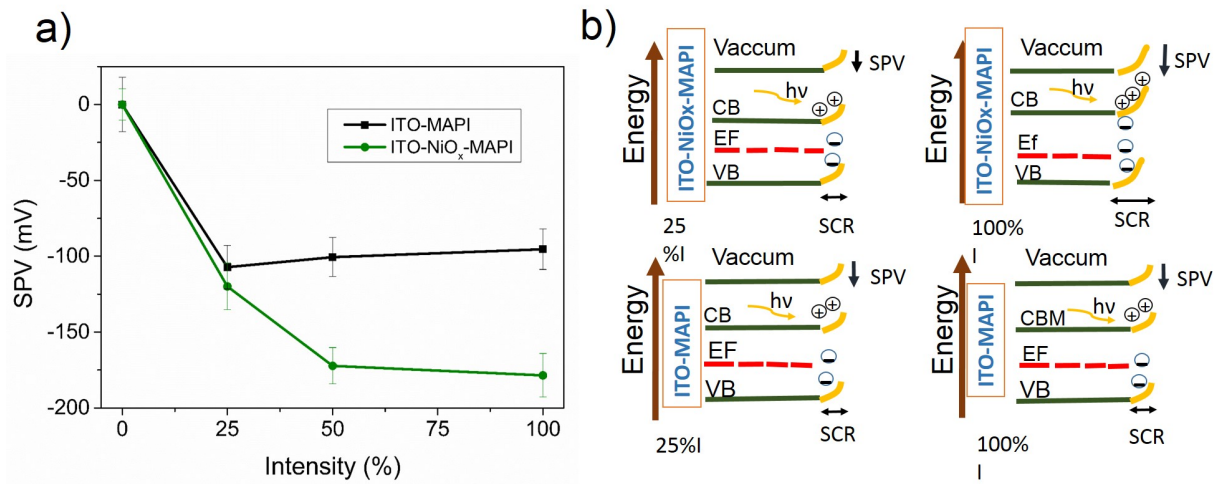 a)
0
-50
-100
-150
-200
SPV (mV)
ITO-MAPI
ITO-NiOx-MAPI
0
25
50
75
100
Intensity (%)
b)
Energy
ITO-NiOx-MAPI
Vaccum
SPV
hν
CB
EF
VB
SCR
25
%I
Energy
ITO-NiOx-MAPI
Vaccum
SPV
hν
CB
Ef
VB
SCR
100%
I
Energy
ITO-MAPI
Vaccum
SPV
hν
CB
EF
VB
SCR
25%I
Energy
ITO-MAPI
Vaccum
SPV
hν
CBM
EF
VB
SCR
100%
I